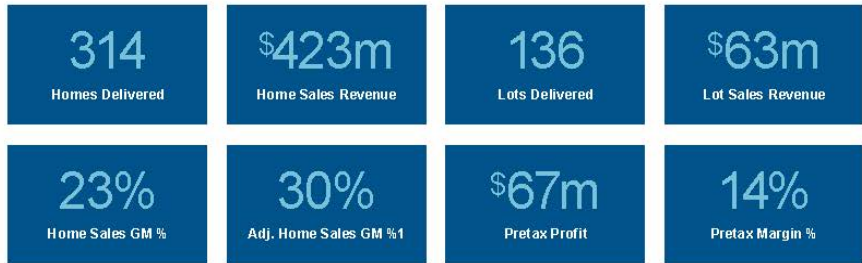 314
Homes Delivered
$423m
Home Sales Revenue
136
Lots Delivered
$63m
Lot Sales Revenue
23%
Home Sales GM %
30%
Adj. Home Sales GM %1
$67m
Pretax Profit
14%
Pretax Margin %